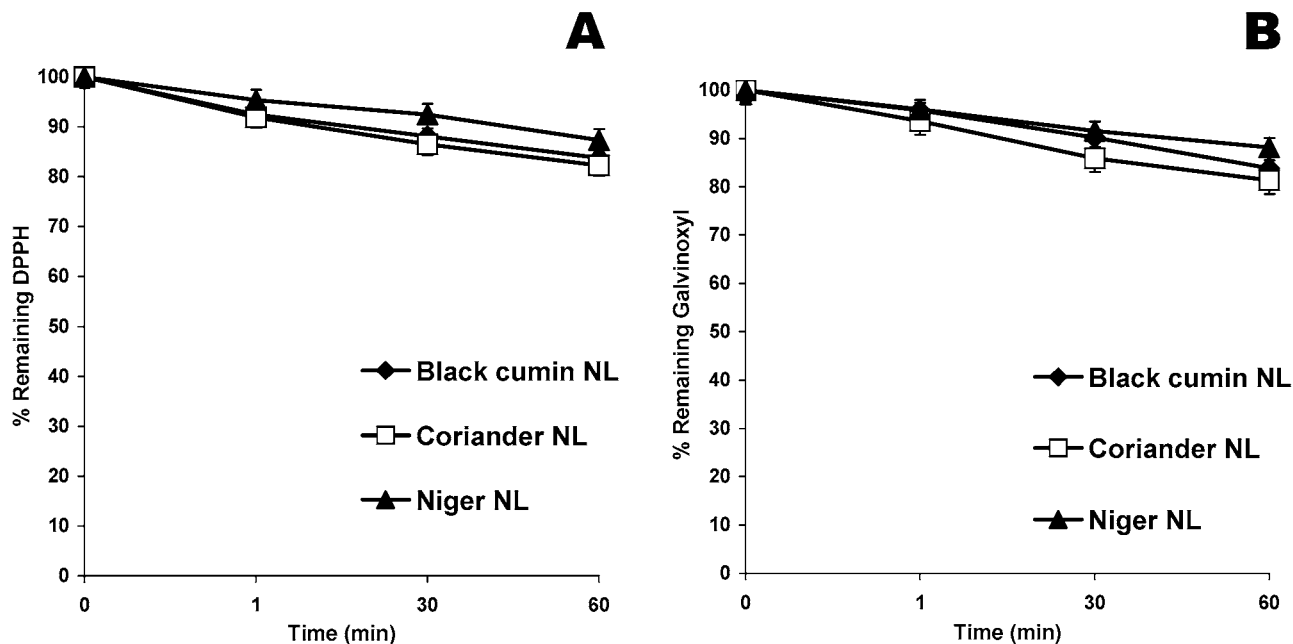 A
100
90
80
70
60
50
40
30
20
10
0
% Remaining DPPH
Black cumin NL
Coriander NL
Niger NL
0 1 30 60
Time (min)
B
100
90
80
70
60
50
40
30
20
10
0
% Remaining Galvinoxyl
Black cumin NL
Coriander NL
Niger NL
0 1 30 60
Time (min)